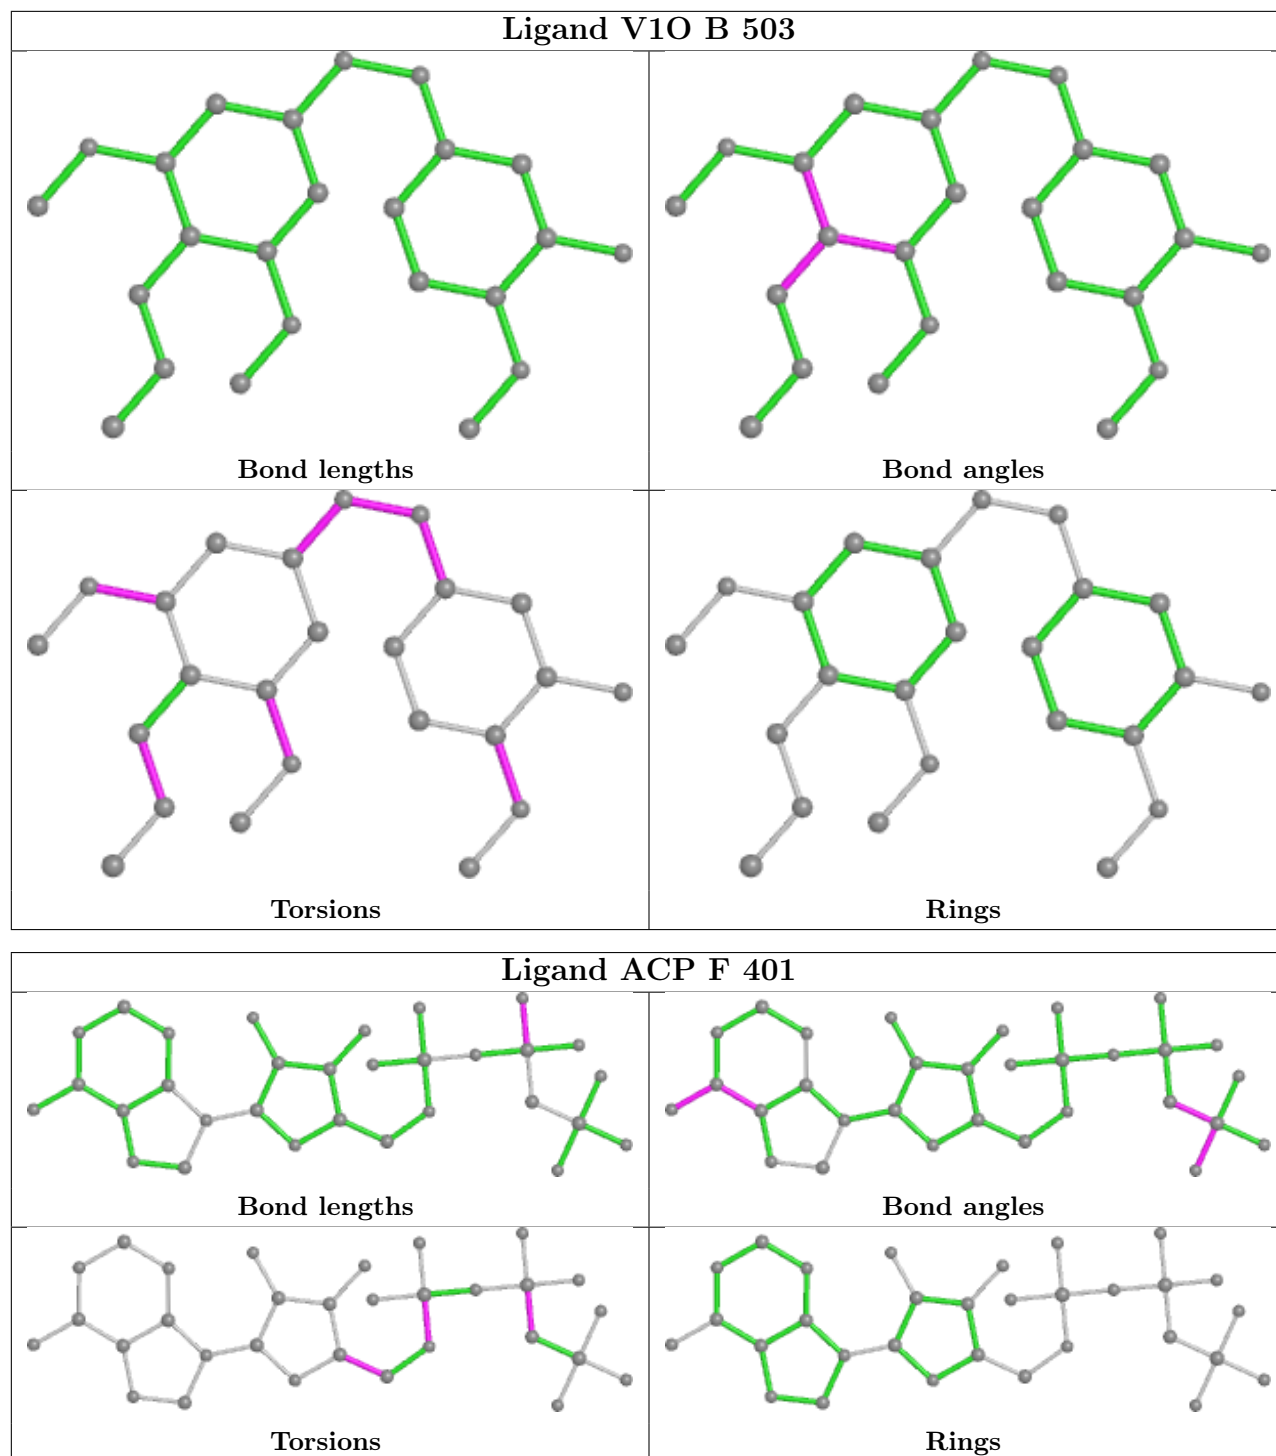 Ligand V1O B 503
Bond lengths
Bond angles
Torsions
Rings
Ligand ACP F 401
Bond lengths
Bond angles
Torsions
Rings